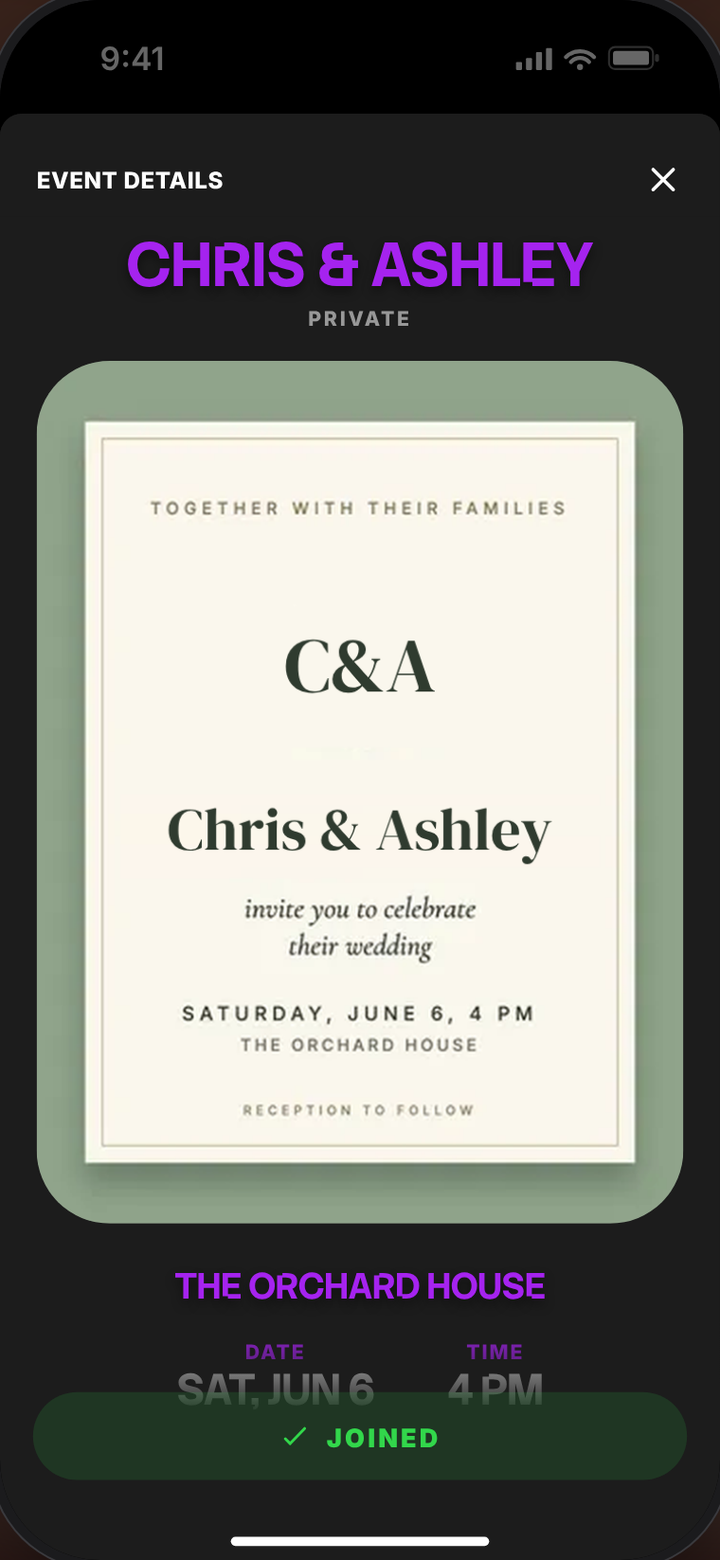 9:41
EVENT DETAILS
CHRIS & ASHLEY
PRIVATE
TOGETHER WITH THEIR FAMILIES
C&A
Chris & Ashley
invite you to celebrate
their wedding
SATURDAY, JUNE 6, 4 PM
THE ORCHARD HOUSE
RECEPTION TO FOLLOW
THE ORCHARD HOUSE
DATE TIME
SAT, JUN 6 4 PM
JOINED